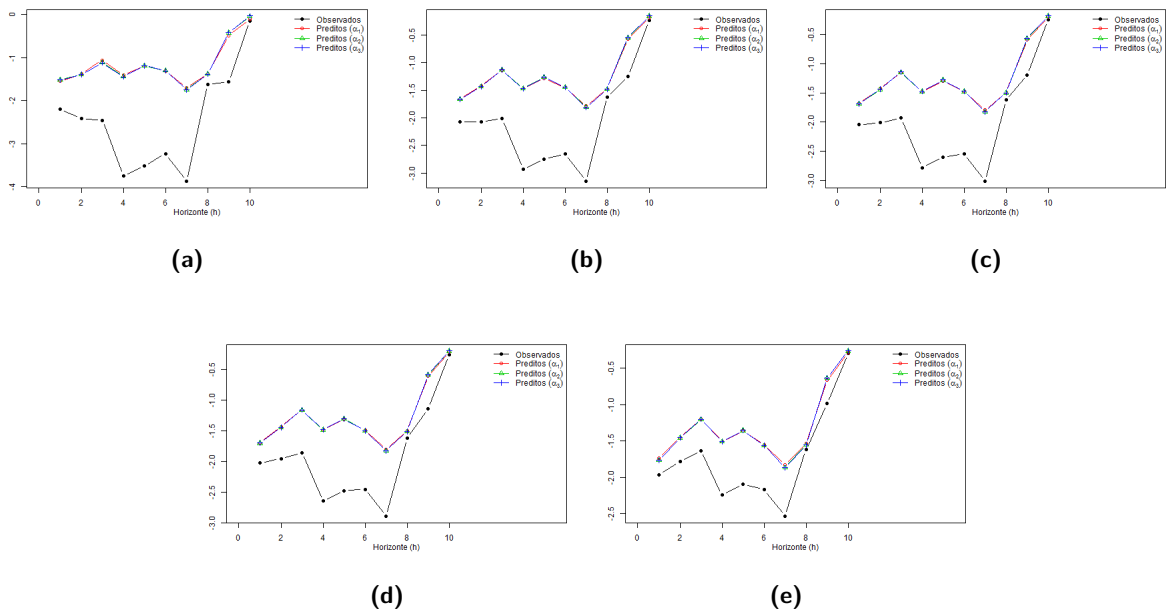 Observados
Preditos (α₁)
Preditos (α₂)
Preditos (α₃)
0
-1
-2
-3
-4
0 2 4 6 8 10
Horizonte (h)
(a)
Observados
Preditos (α₁)
Preditos (α₂)
Preditos (α₃)
-0.5
-1.0
-1.5
-2.0
-2.5
-3.0
0 2 4 6 8 10
Horizonte (h)
(b)
Observados
Preditos (α₁)
Preditos (α₂)
Preditos (α₃)
-0.5
-1.0
-1.5
-2.0
-2.5
-3.0
0 2 4 6 8 10
Horizonte (h)
(c)
Observados
Preditos (α₁)
Preditos (α₂)
Preditos (α₃)
-0.5
-1.0
-1.5
-2.0
-2.5
-3.0
0 2 4 6 8 10
Horizonte (h)
(d)
Observados
Preditos (α₁)
Preditos (α₂)
Preditos (α₃)
-0.5
-1.0
-1.5
-2.0
-2.5
0 2 4 6 8 10
Horizonte (h)
(e)